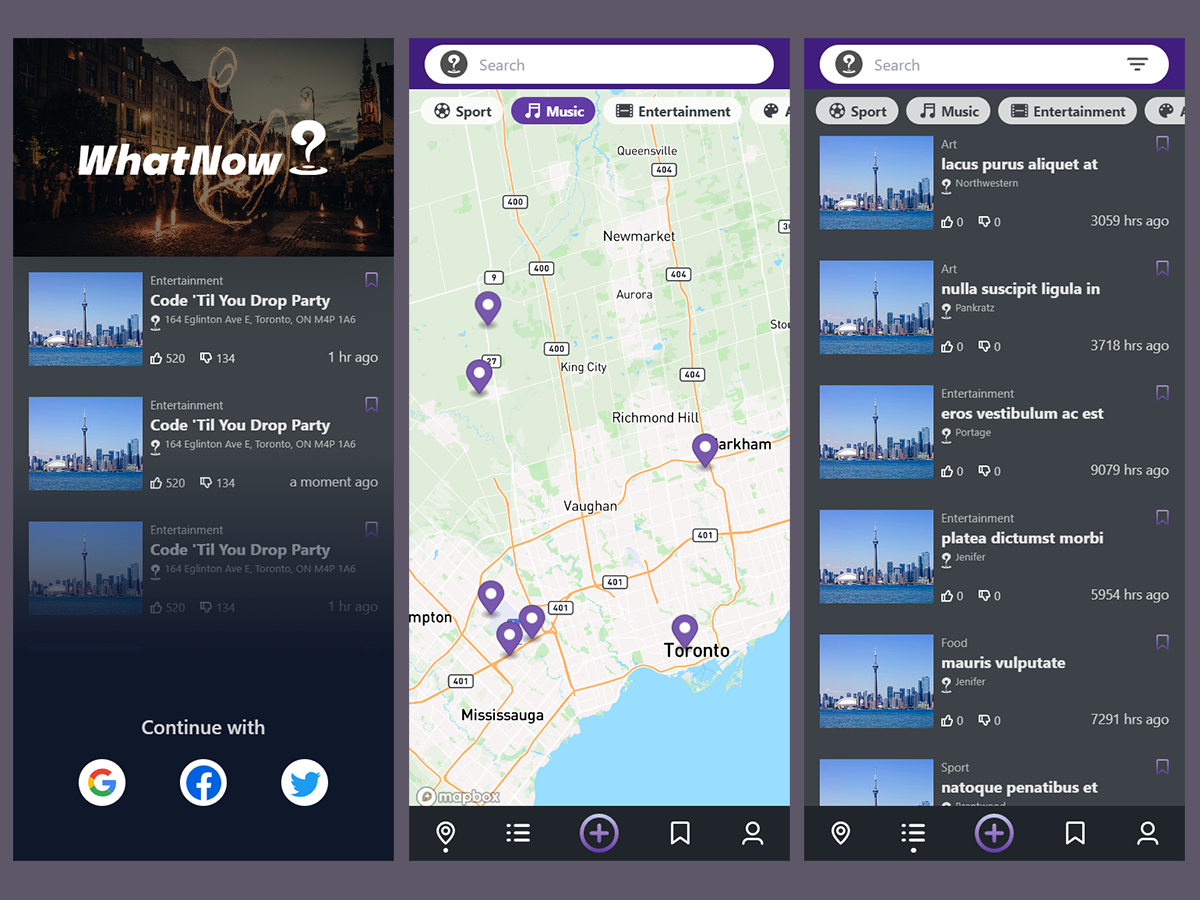 WhatNow
Entertainment
Code 'Til You Drop Party
164 Eglinton Ave E, Toronto, ON M4P 1A6
520 134 1 hr ago
Entertainment
Code 'Til You Drop Party
164 Eglinton Ave E, Toronto, ON M4P 1A6
520 134 a moment ago
Entertainment
Code 'Til You Drop Party
164 Eglinton Ave E, Toronto, ON M4P 1A6
520 134 1 hr ago
Continue with
Search
Sport Music Entertainment
Queensville
404
400
Newmarket
400
404
9
Aurora
400
27
King City
404
Richmond Hill
arkham
Vaughan
401
401
401
mpton
Toronto
401
Mississauga
mapbox
Search
Sport Music Entertainment
Art
lacus purus aliquet at
Northwestern
0 0 3059 hrs ago
Art
nulla suscipit ligula in
Pankratz
0 0 3718 hrs ago
Entertainment
eros vestibulum ac est
Portage
0 0 9079 hrs ago
Entertainment
platea dictumst morbi
Jenifer
0 0 5954 hrs ago
Food
mauris vulputate
Jenifer
0 0 7291 hrs ago
Sport
natoque penatibus et